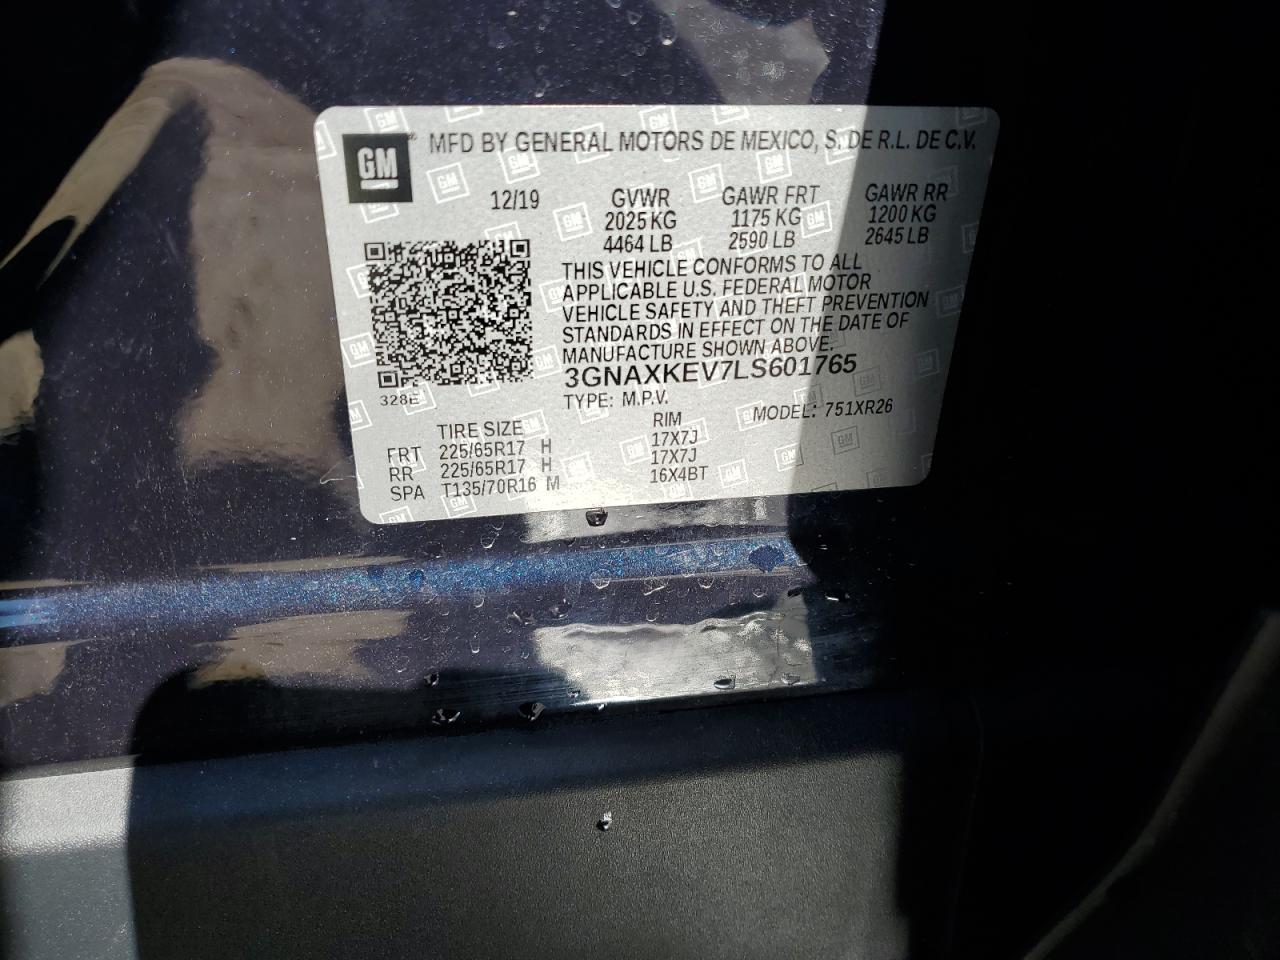 GM MFD BY GENERAL MOTORS DE MEXICO, S. DE R.L. DE C.V.
12/19 GVWR GAWR FRT GAWR RR
2025 KG 1175 KG 1200 KG
4464 LB 2590 LB 2645 LB
THIS VEHICLE CONFORMS TO ALL
APPLICABLE U.S. FEDERAL MOTOR
VEHICLE SAFETY AND THEFT PREVENTION
STANDARDS IN EFFECT ON THE DATE OF
MANUFACTURE SHOWN ABOVE.
3GNAXKEV7LS601765
328E TYPE: M.P.V. MODEL: 751XR26
TIRE SIZE RIM
FRT 225/65R17 H 17X7J
RR 225/65R17 H 17X7J
SPA T135/70R16 M 16X4BT